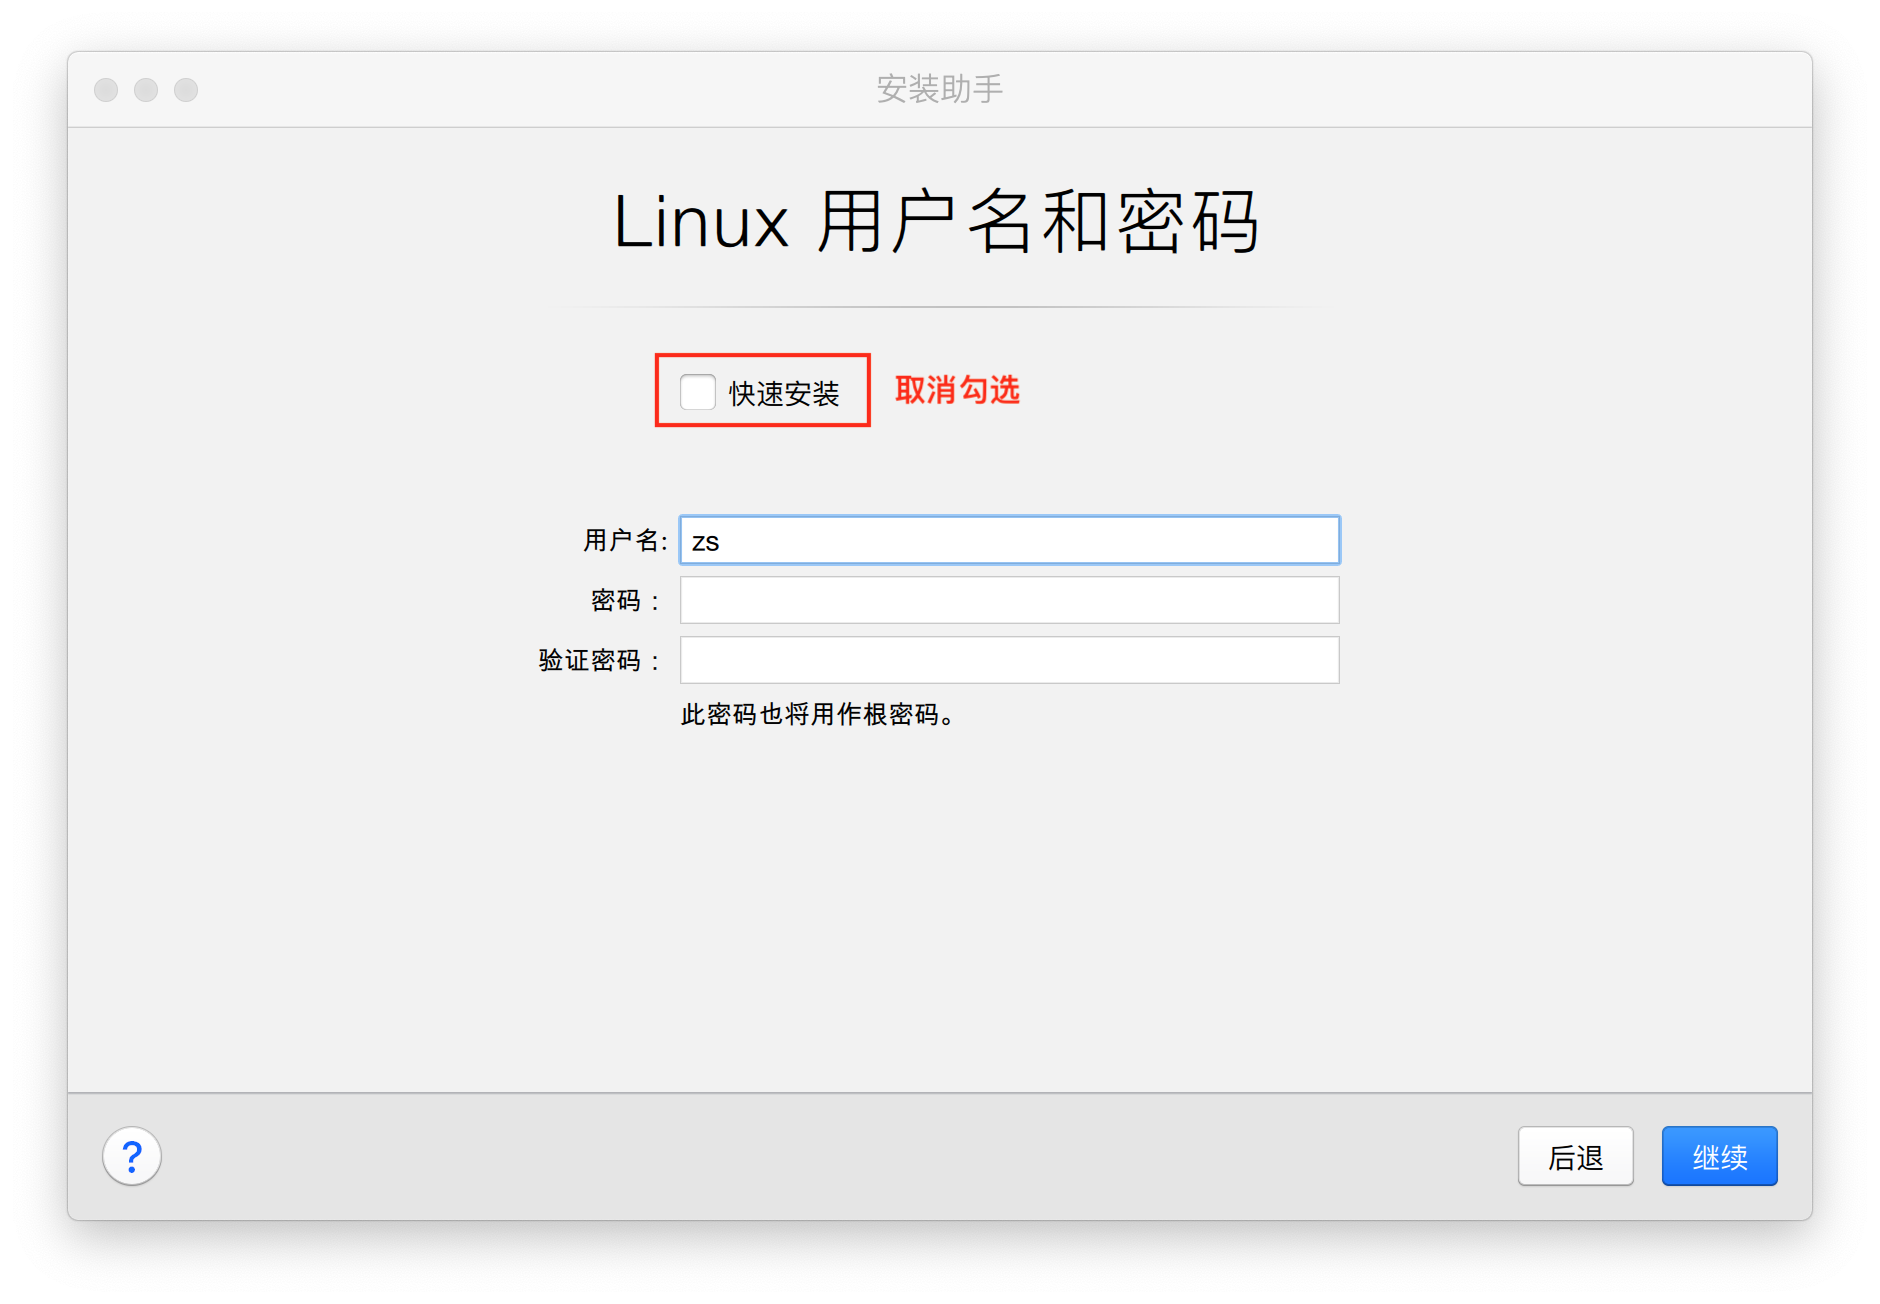 安装助手
Linux 用户名和密码
快速安装 取消勾选
用户名: zs
密码：
验证密码：
此密码也将用作根密码。
? 后退 继续